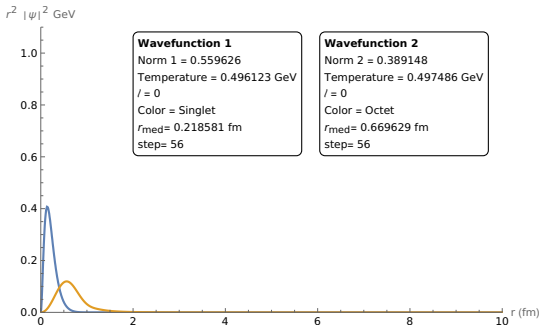 r² |ψ|² GeV
Wavefunction 1
Norm 1 = 0.559626
Temperature = 0.496123 GeV
l = 0
Color = Singlet
rmed= 0.218581 fm
step= 56
Wavefunction 2
Norm 2 = 0.389148
Temperature = 0.497486 GeV
l = 0
Color = Octet
rmed= 0.669629 fm
step= 56
1.0
0.8
0.6
0.4
0.2
0.0
0 2 4 6 8 10 r (fm)